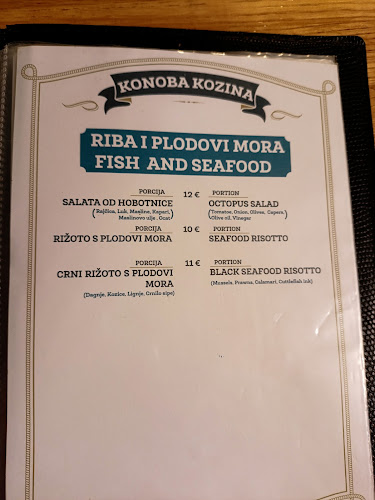 KONOBA KOZINA
RIBA I PLODOVI MORA
FISH AND SEAFOOD
PORCIJA 12 € PORTION
SALATA OD HOBOTNICE OCTOPUS SALAD
(Rajčica, Luk, Masline, Kapari, (Tomatos, Onion, Olives, Capers,
Maslinovo ulje, Ocat) Olive oil, Vinegar
PORCIJA 10 € PORTION
RIŽOTO S PLODOVI MORA SEAFOOD RISOTTO
PORCIJA 11 € PORTION
CRNI RIŽOTO S PLODOVI BLACK SEAFOOD RISOTTO
MORA (Mussels, Prawns, Calamari, Cuttlefish ink)
(Dagnje, Kozice, Lignje, Crnilo sipe)